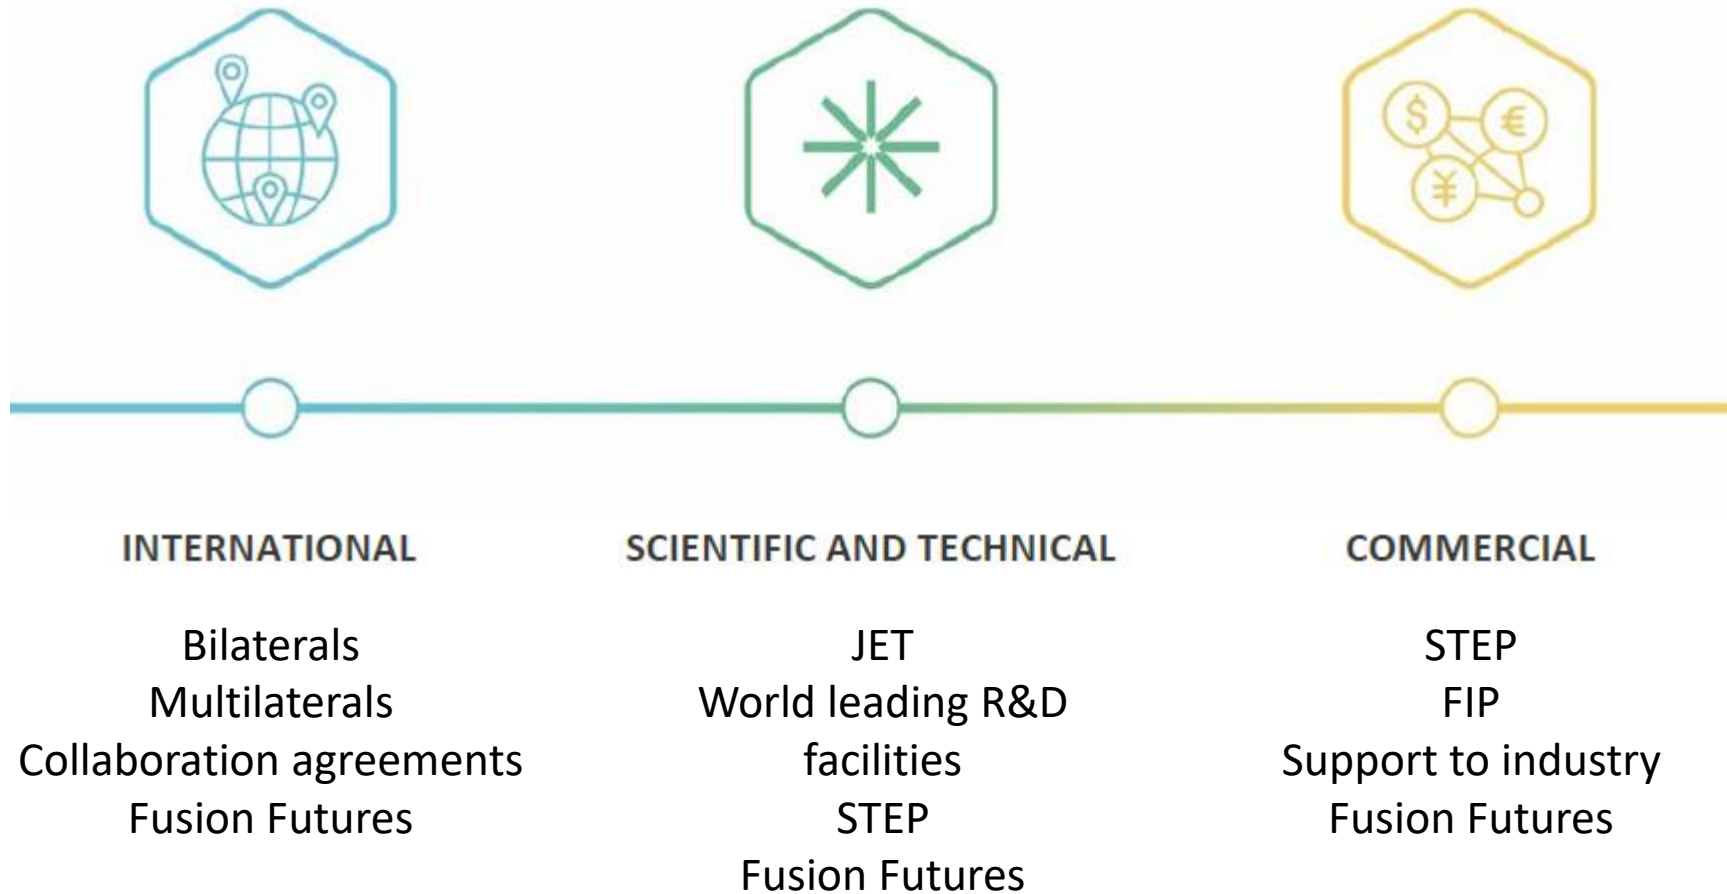 $
€
¥
INTERNATIONAL
Bilaterals
Multilaterals
Collaboration agreements
Fusion Futures
SCIENTIFIC AND TECHNICAL
JET
World leading R&D
facilities
STEP
Fusion Futures
COMMERCIAL
STEP
FIP
Support to industry
Fusion Futures